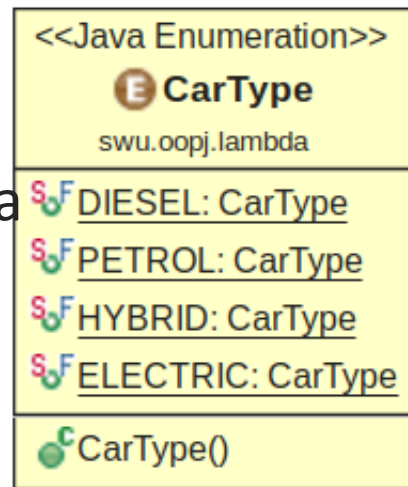 <<Java Enumeration>>
E CarType
swu.oopj.lambda
a S F DIESEL: CarType
S F PETROL: CarType
S F HYBRID: CarType
S F ELECTRIC: CarType
C CarType()